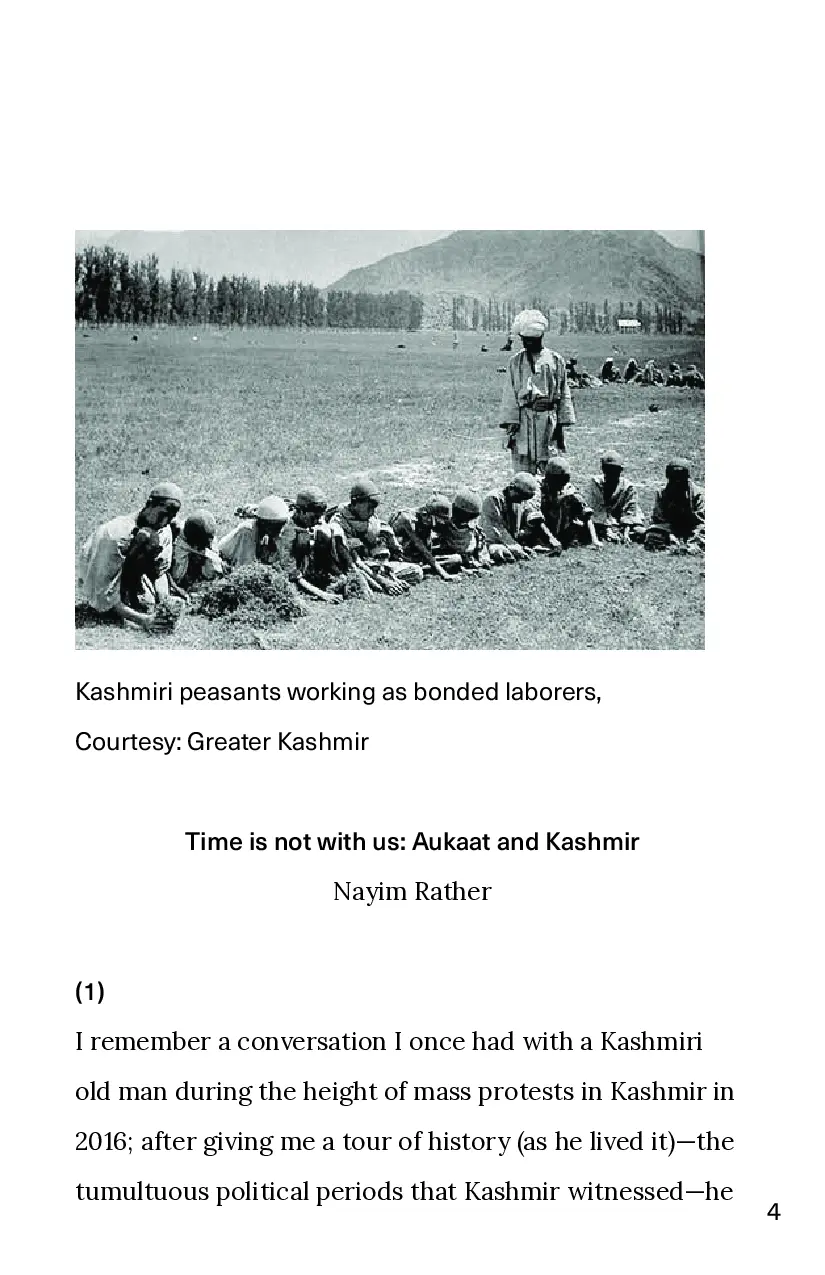 Kashmiri peasants working as bonded laborers,
Courtesy: Greater Kashmir
Time is not with us: Aukaat and Kashmir
Nayim Rather
(1)
I remember a conversation I once had with a Kashmiri
old man during the height of mass protests in Kashmir in
2016; after giving me a tour of history (as he lived it)—the
tumultuous political periods that Kashmir witnessed—he
4